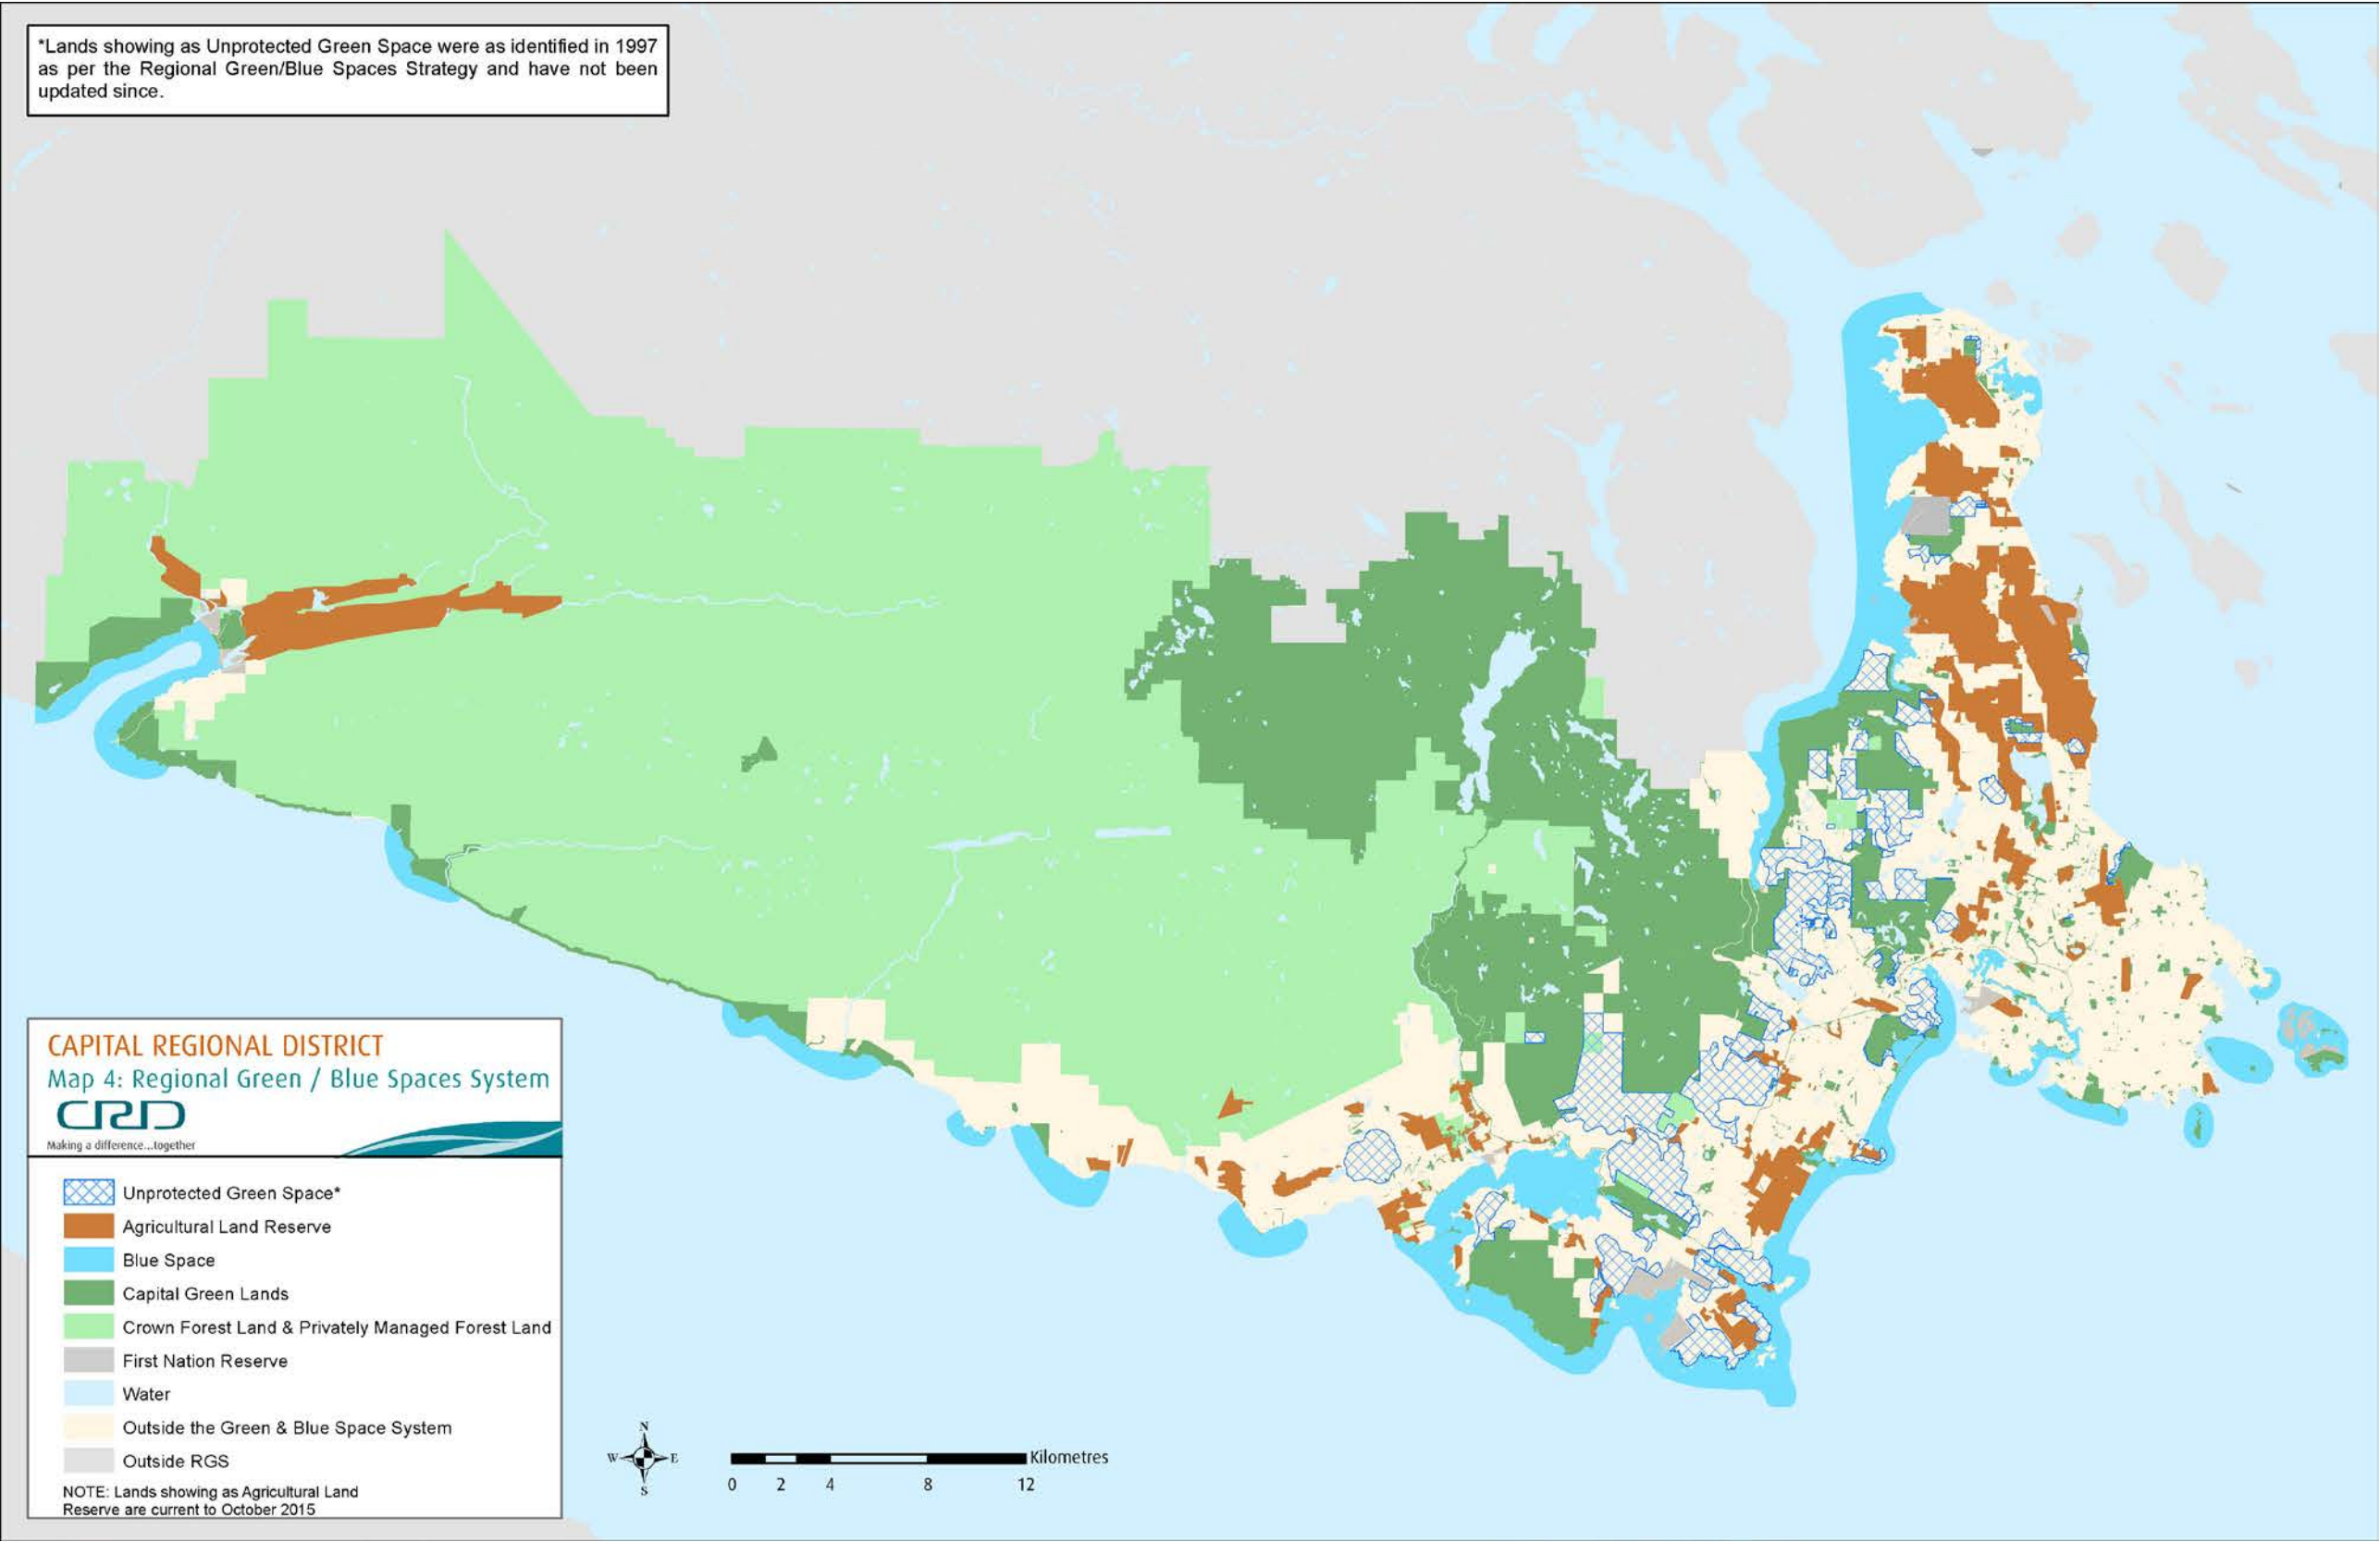 *Lands showing as Unprotected Green Space were as identified in 1997
as per the Regional Green/Blue Spaces Strategy and have not been
updated since.
CAPITAL REGIONAL DISTRICT
Map 4: Regional Green / Blue Spaces System
CRD
Making a difference...together
Unprotected Green Space*
Agricultural Land Reserve
Blue Space
Capital Green Lands
Crown Forest Land & Privately Managed Forest Land
First Nation Reserve
Water
Outside the Green & Blue Space System
Outside RGS
NOTE: Lands showing as Agricultural Land
Reserve are current to October 2015
N
W E
S
Kilometres
0 2 4 8 12